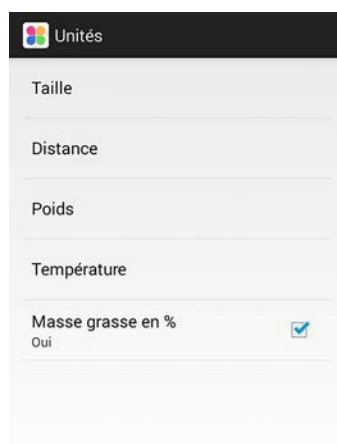 Unités
Taille
Distance
Poids
Température
Masse grasse en %
Oui